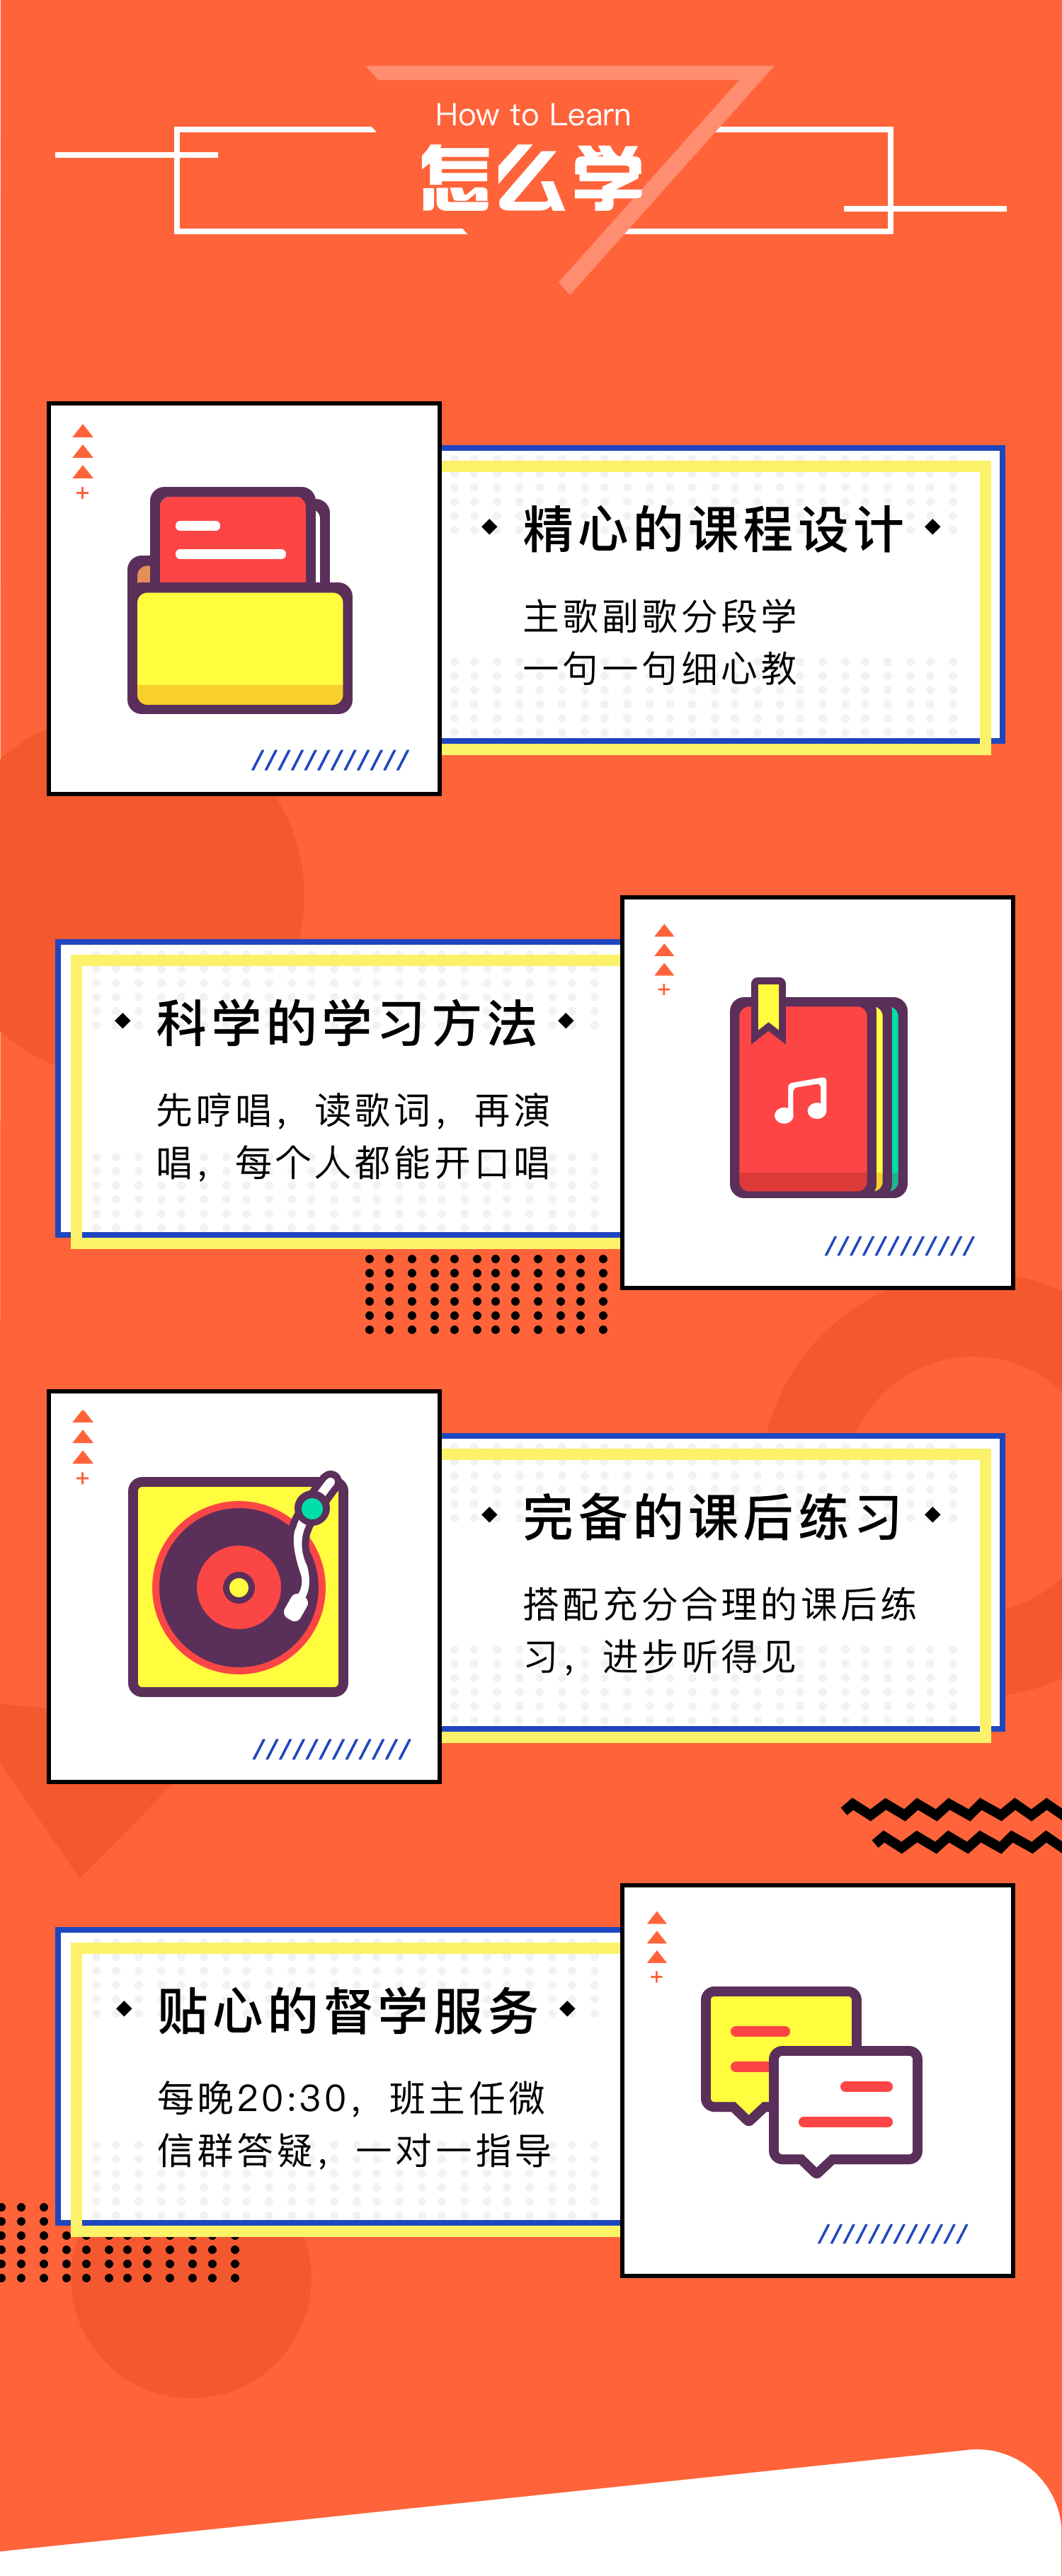 How to Learn
怎么学
精心的课程设计
主歌副歌分段学
一句一句细心教
科学的学习方法
先哼唱，读歌词，再演
唱，每个人都能开口唱
完备的课后练习
搭配充分合理的课后练
习，进步听得见
贴心的督学服务
每晚20:30，班主任微
信群答疑，一对一指导